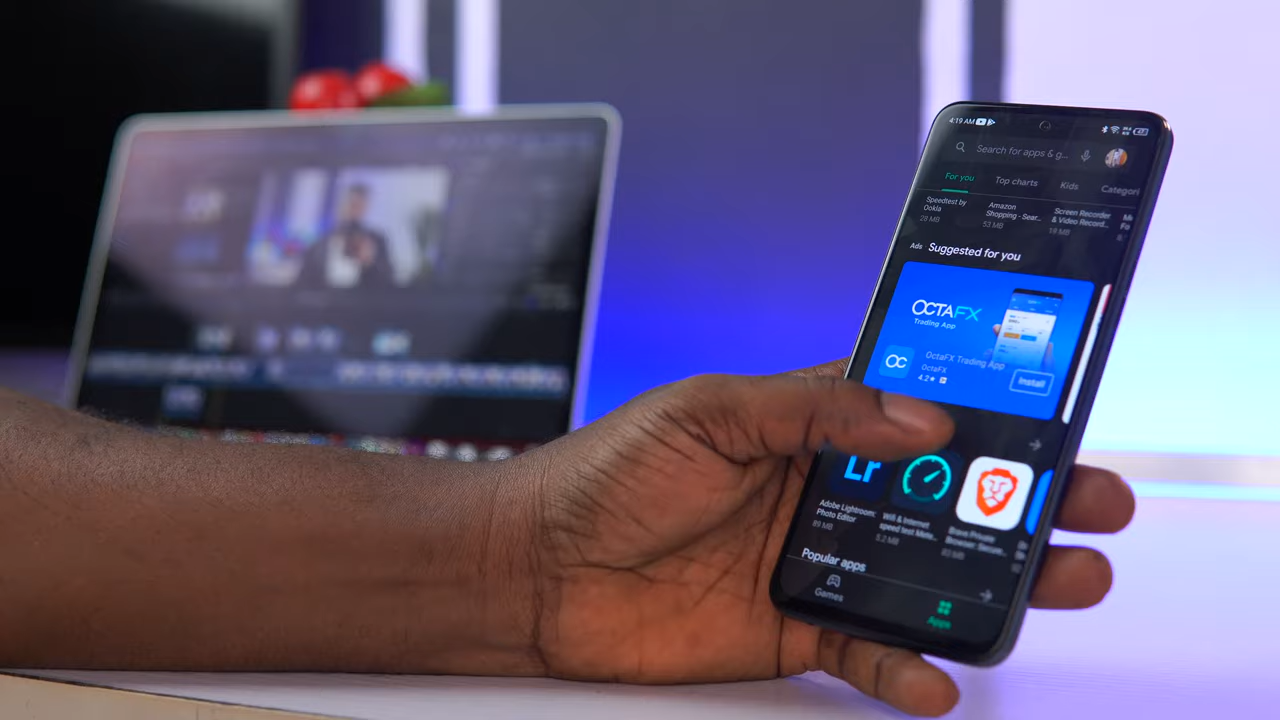 4:19 AM
Search for apps & g...
For you
Top charts
Kids
Categori
Speedtest by
Ookla
28 MB
Amazon
Shopping - Sear...
53 MB
Screen Recorder
& Video Record...
19 MB
Ads
Suggested for you
OCTAFX
Trading App
OC
OctaFX Trading App
OctaFX
4.2★
Install
Lr
Adobe Lightroom:
Photo Editor
89 MB
Wifi & Internet
speed test Mete...
5.2 MB
Brave Private
Browser: Secure...
Popular apps
Games
Apps